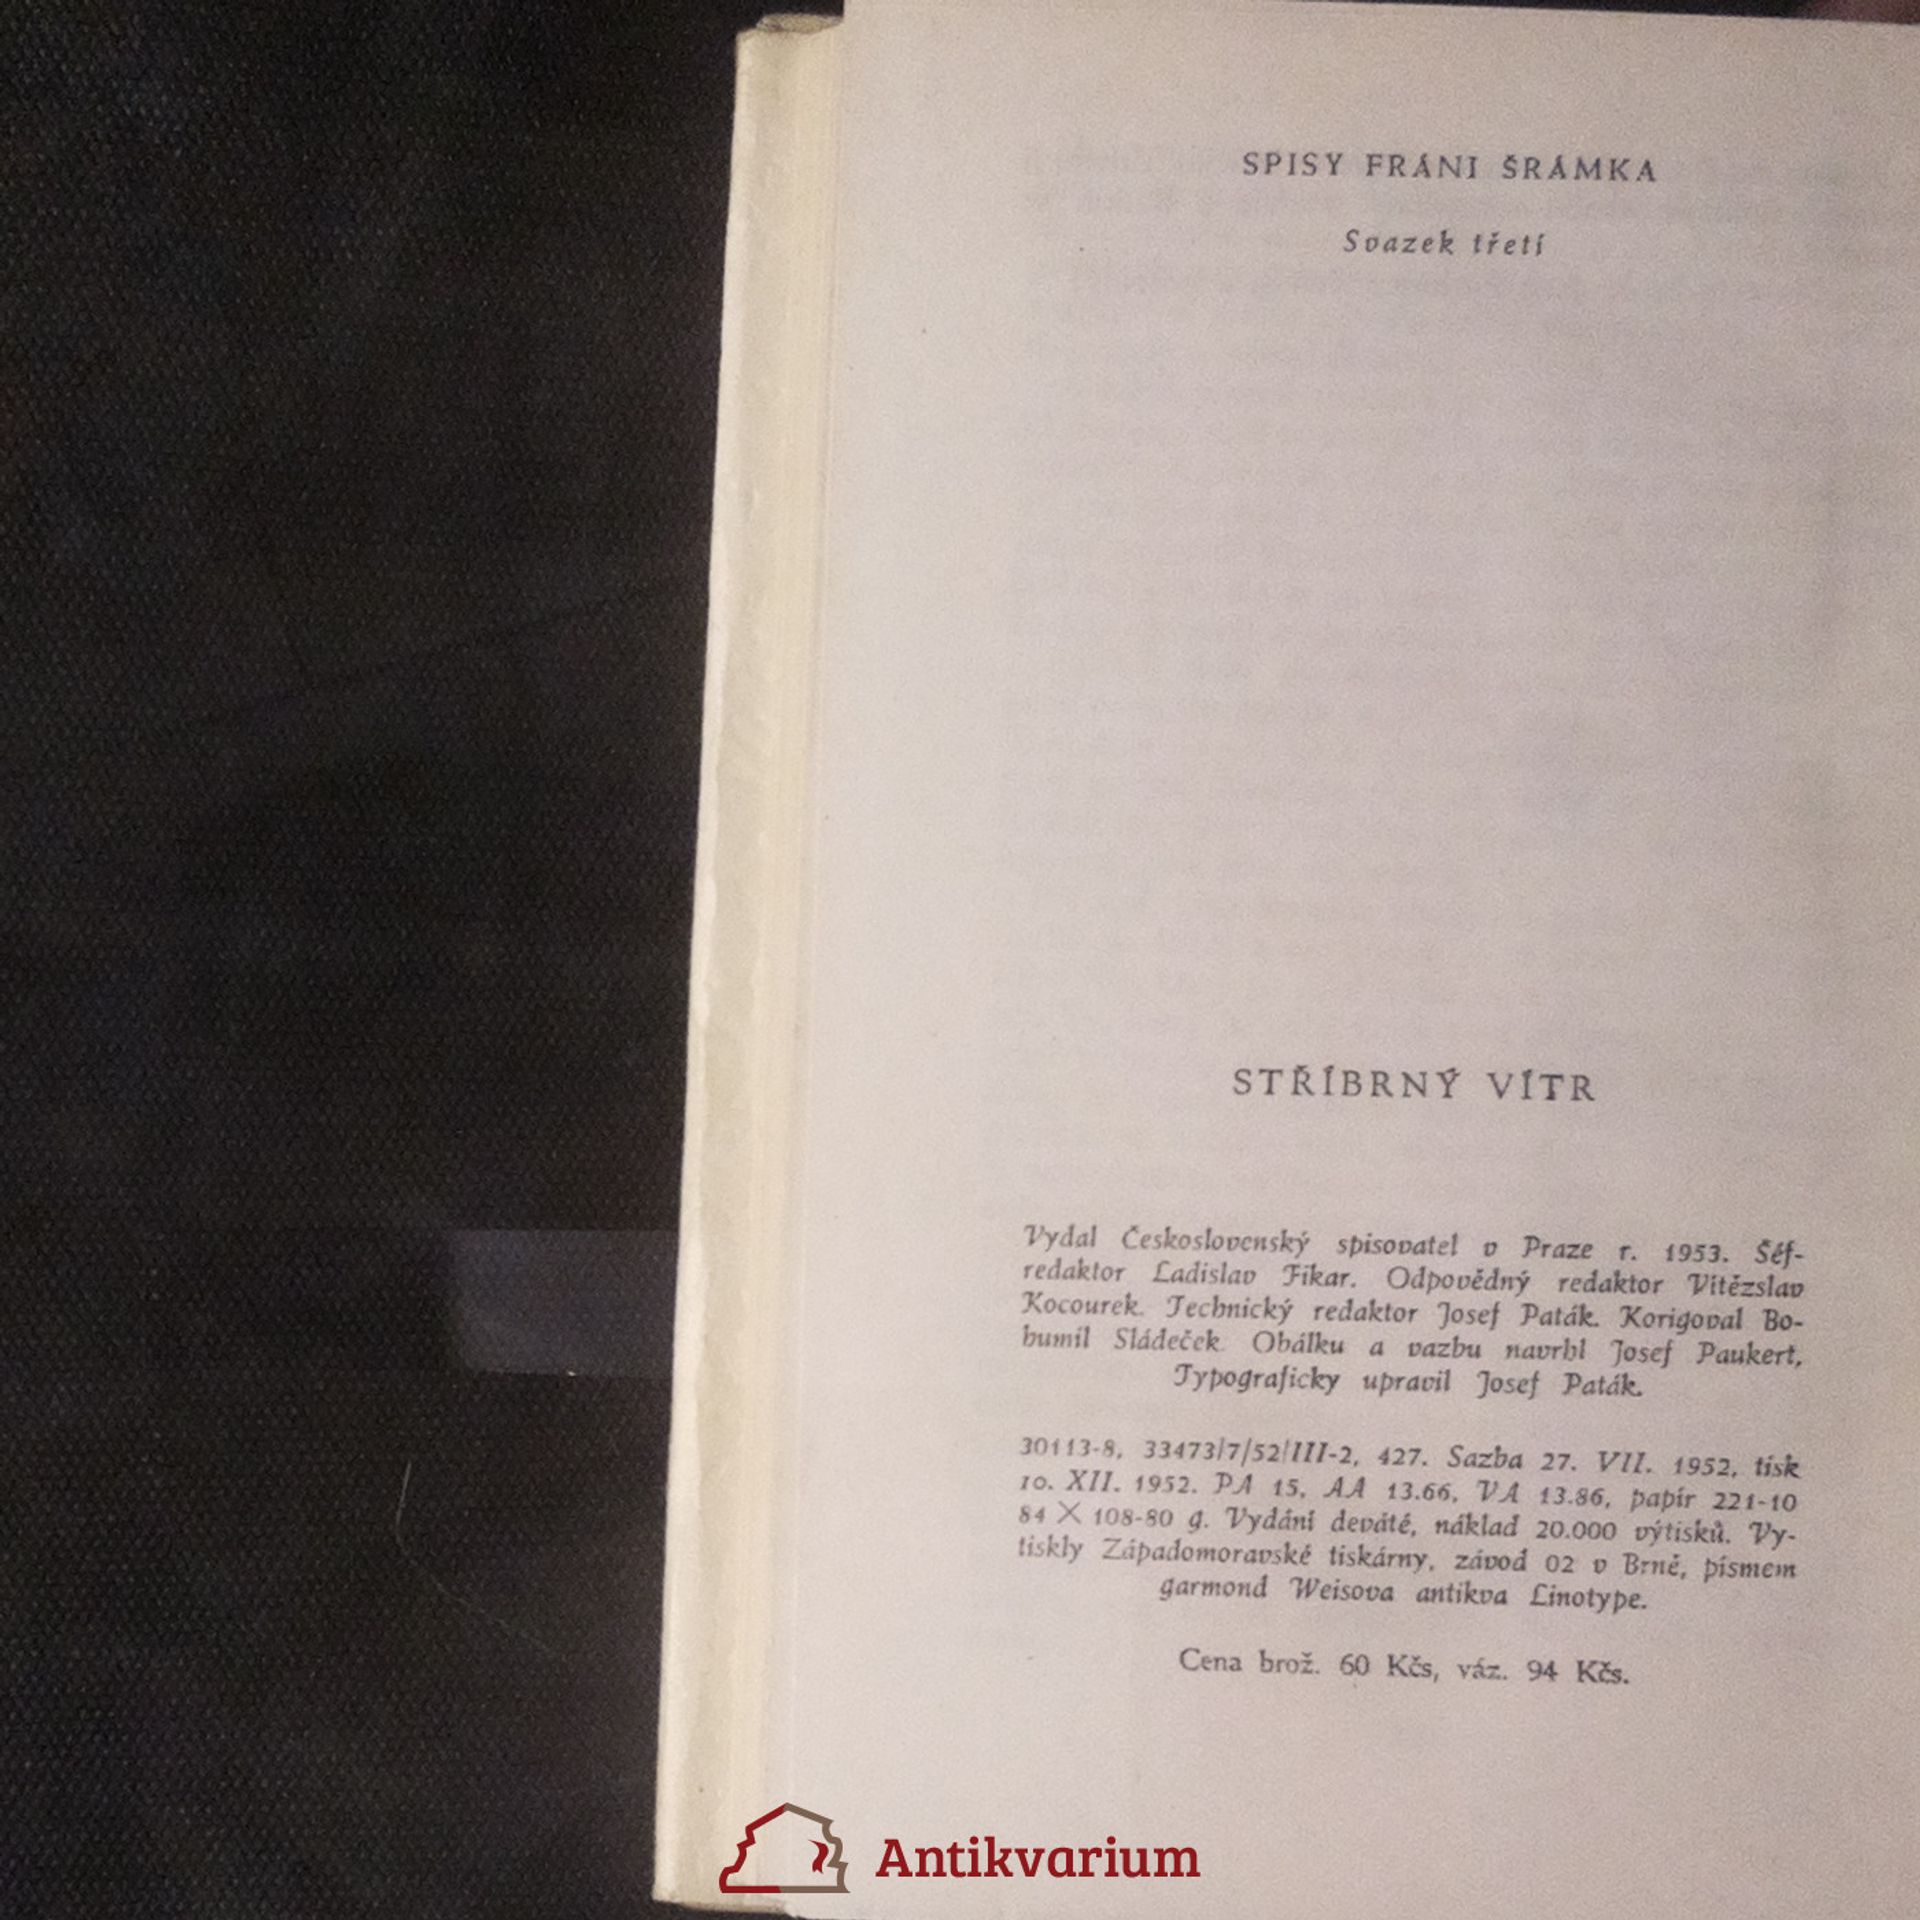 SPISY FRÁNI ŠRÁMKA
Svazek třetí
STŘÍBRNÝ VÍTR
Vydal Československý spisovatel v Praze r. 1953. Šéf-
redaktor Ladislav Fikar. Odpovědný redaktor Vítězslav
Kocourek. Technický redaktor Josef Paták. Korigoval Bo-
humil Sládeček. Obálku a vazbu navrhl Josef Paukert,
Typograficky upravil Josef Paták.
30113-8, 33473/7/52/III-2, 427. Sazba 27. VII. 1952, tisk
10. XII. 1952. PA 15, AA 13.66, VA 13.86, papír 221-10
84 × 108-80 g. Vydání deváté, náklad 20.000 výtisků. Vy-
tiskly Západomoravské tiskárny, závod 02 v Brně, písmem
garmond Weisova antikva Linotype.
Cena brož. 60 Kčs, váz. 94 Kčs.
Antikvarium